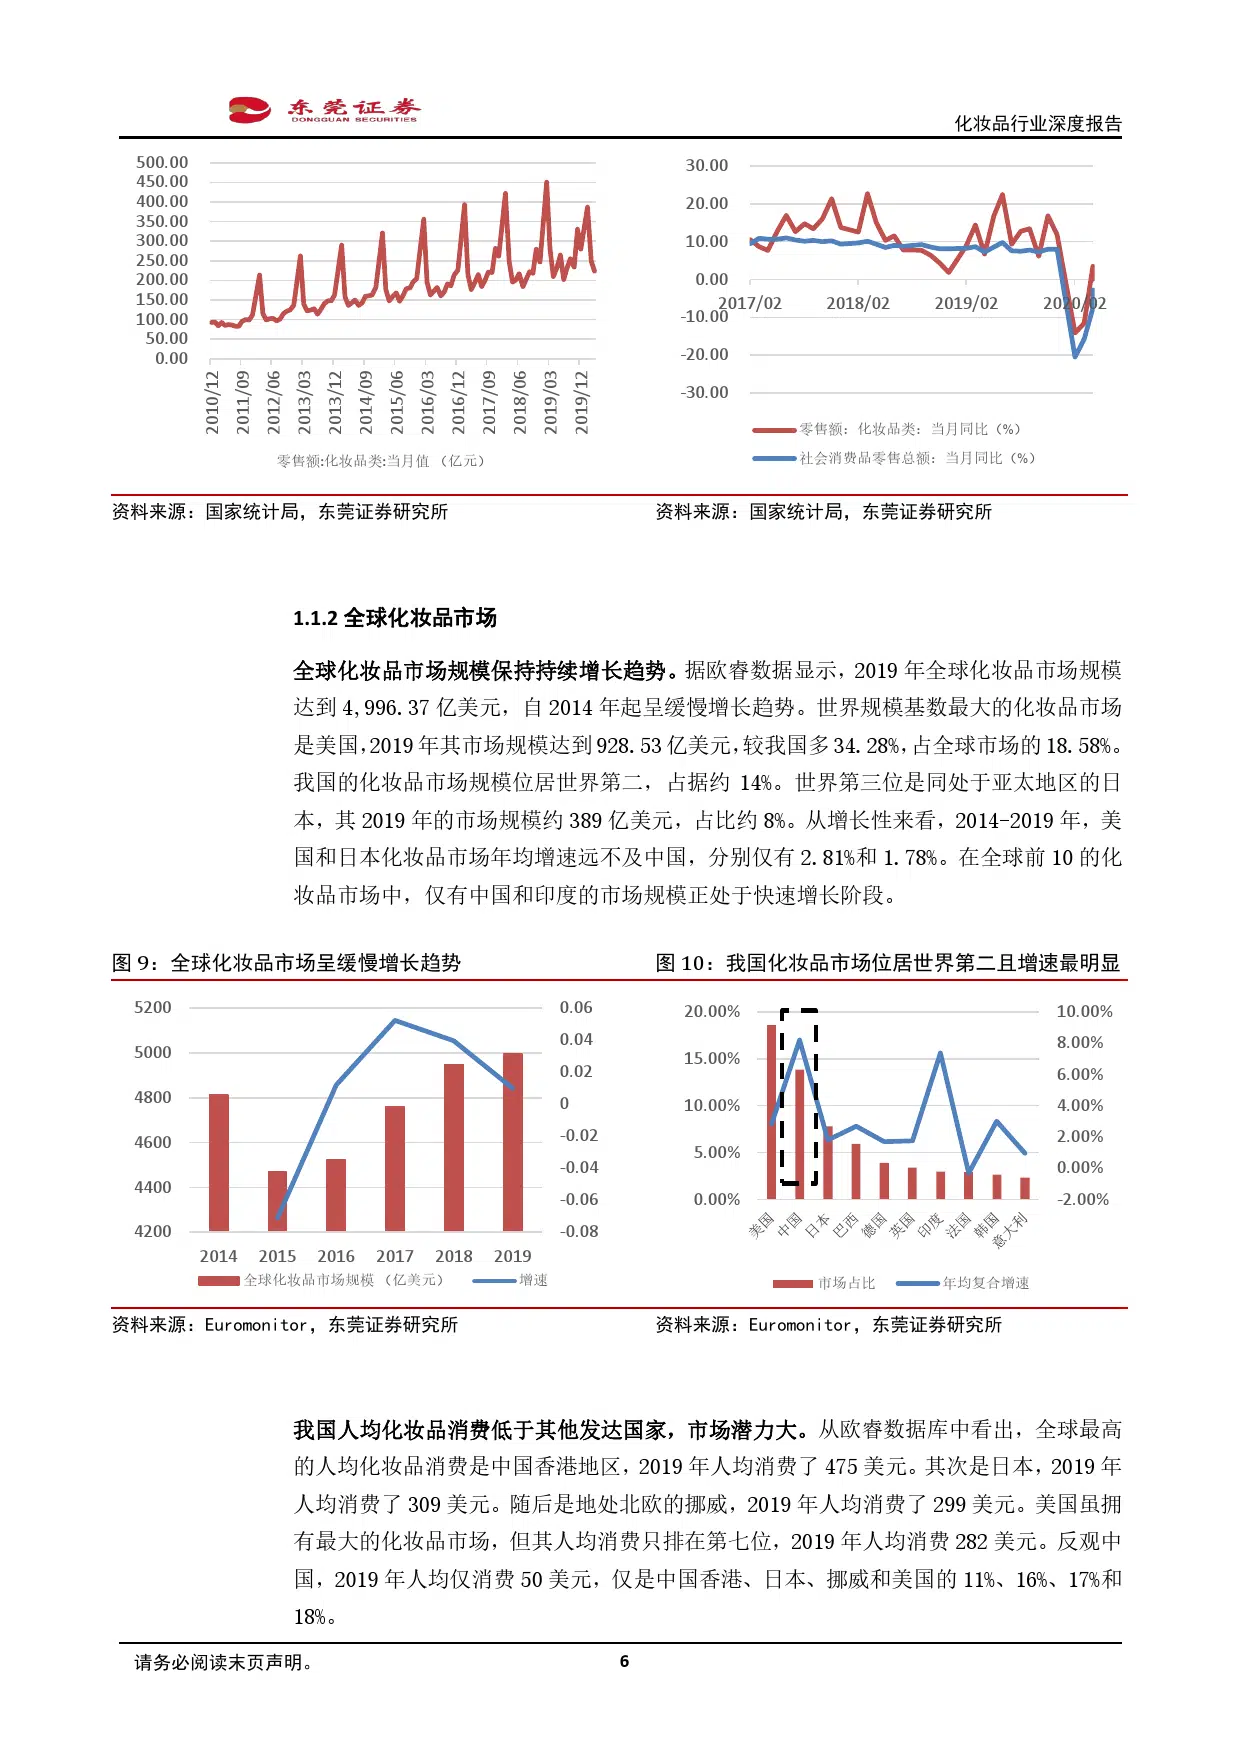 东莞证券
DONGGUAN SECURITIES
化妆品行业深度报告
500.00
450.00
400.00
350.00
300.00
250.00
200.00
150.00
100.00
50.00
0.00
2010/12
2011/09
2012/06
2013/03
2013/12
2014/09
2015/06
2016/03
2016/12
2017/09
2018/06
2019/03
2019/12
零售额:化妆品类:当月值 （亿元）
30.00
20.00
10.00
0.00
-10.00
-20.00
-30.00
2017/02
2018/02
2019/02
2020/02
零售额：化妆品类：当月同比（%）
社会消费品零售总额：当月同比（%）
资料来源：国家统计局，东莞证券研究所
资料来源：国家统计局，东莞证券研究所
1.1.2 全球化妆品市场
全球化妆品市场规模保持持续增长趋势。据欧睿数据显示，2019 年全球化妆品市场规模
达到 4,996.37 亿美元，自 2014 年起呈缓慢增长趋势。世界规模基数最大的化妆品市场
是美国，2019 年其市场规模达到 928.53 亿美元，较我国多 34.28%，占全球市场的 18.58%。
我国的化妆品市场规模位居世界第二，占据约 14%。世界第三位是同处于亚太地区的日
本，其 2019 年的市场规模约 389 亿美元，占比约 8%。从增长性来看，2014-2019 年，美
国和日本化妆品市场年均增速远不及中国，分别仅有 2.81%和 1.78%。在全球前 10 的化
妆品市场中，仅有中国和印度的市场规模正处于快速增长阶段。
图 9：全球化妆品市场呈缓慢增长趋势
图 10：我国化妆品市场位居世界第二且增速最明显
5200
5000
4800
4600
4400
4200
0.06
0.04
0.02
0
-0.02
-0.04
-0.06
-0.08
2014 2015 2016 2017 2018 2019
全球化妆品市场规模 （亿美元） 增速
20.00%
15.00%
10.00%
5.00%
0.00%
10.00%
8.00%
6.00%
4.00%
2.00%
0.00%
-2.00%
美国 中国 日本 巴西 德国 英国 印度 法国 韩国 意大利
市场占比 年均复合增速
资料来源：Euromonitor，东莞证券研究所
资料来源：Euromonitor，东莞证券研究所
我国人均化妆品消费低于其他发达国家，市场潜力大。从欧睿数据库中看出，全球最高
的人均化妆品消费是中国香港地区，2019 年人均消费了 475 美元。其次是日本，2019 年
人均消费了 309 美元。随后是地处北欧的挪威，2019 年人均消费了 299 美元。美国虽拥
有最大的化妆品市场，但其人均消费只排在第七位，2019 年人均消费 282 美元。反观中
国，2019 年人均仅消费 50 美元，仅是中国香港、日本、挪威和美国的 11%、16%、17%和
18%。
请务必阅读末页声明。
6